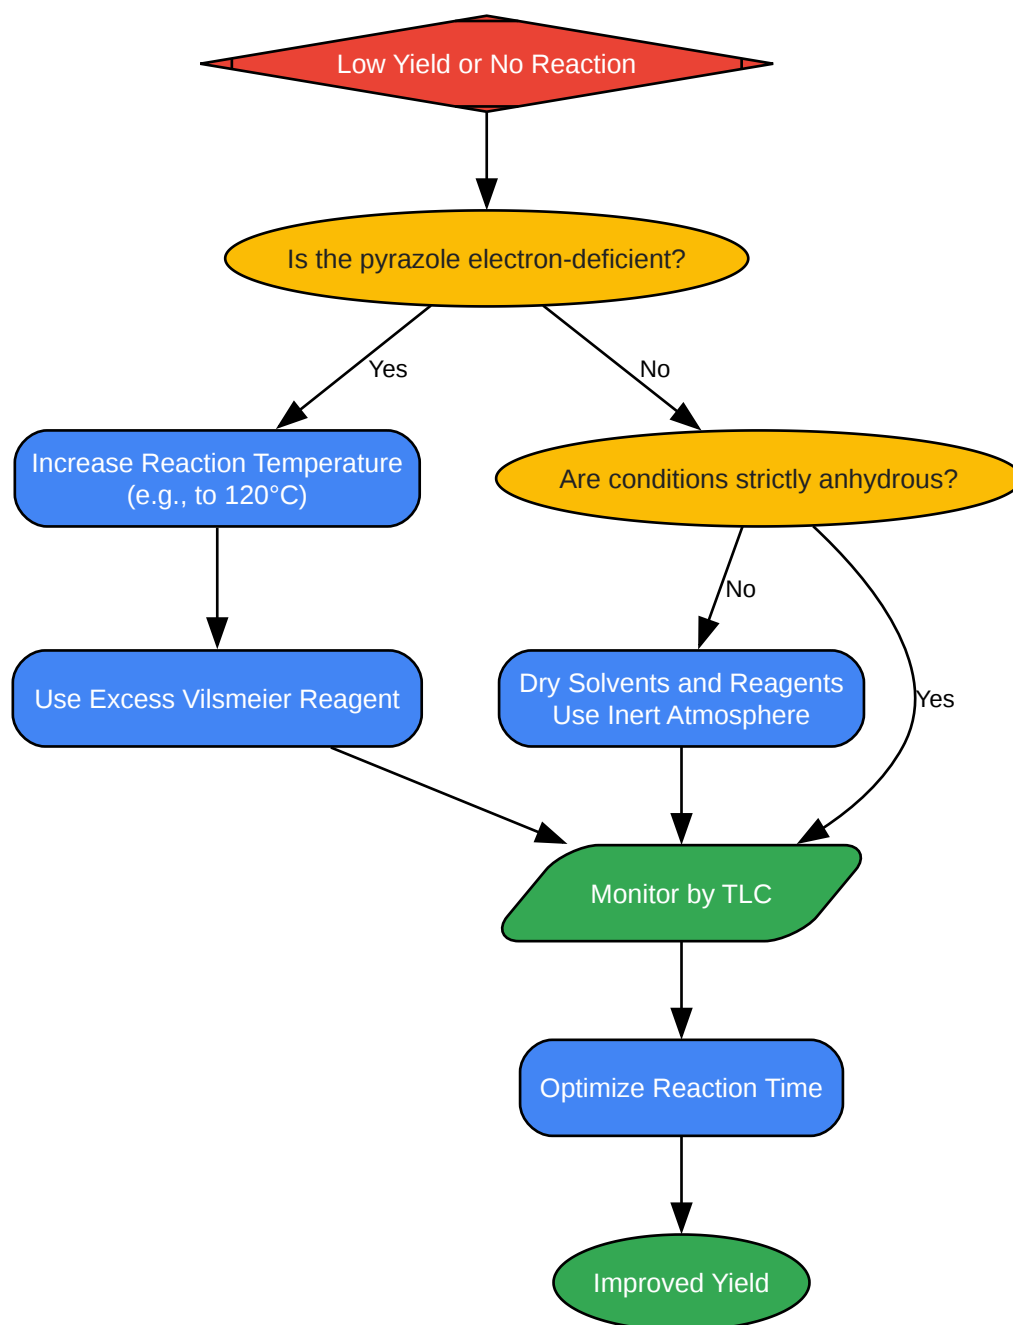 Low Yield or No Reaction
Is the pyrazole electron-deficient?
Yes
No
Increase Reaction Temperature
(e.g., to 120°C)
Are conditions strictly anhydrous?
No
Use Excess Vilsmeier Reagent
Dry Solvents and Reagents
Use Inert Atmosphere
Yes
Monitor by TLC
Optimize Reaction Time
Improved Yield